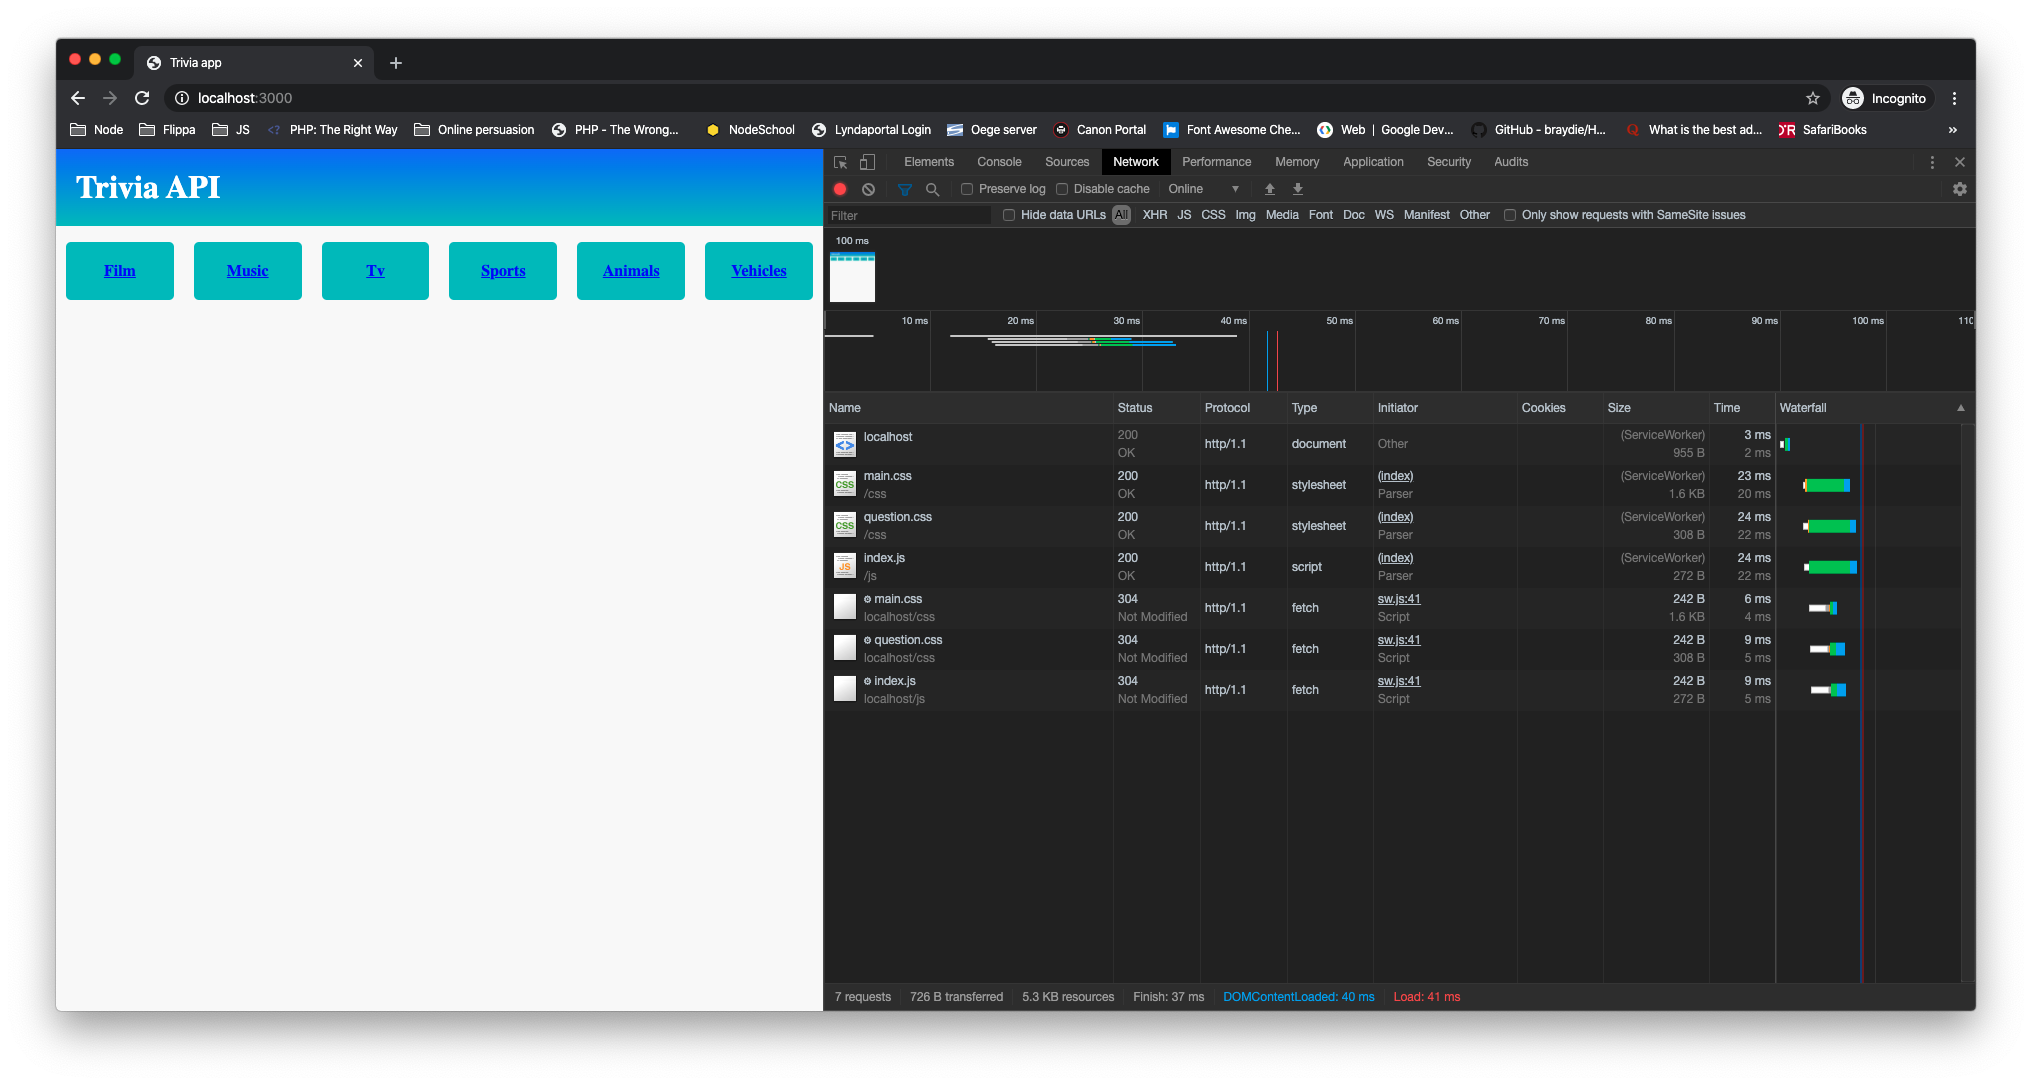 Trivia app
localhost:3000
Incognito
Node Flippa JS PHP: The Right Way Online persuasion PHP - The Wrong... NodeSchool Lyndaportal Login Oege server Canon Portal Font Awesome Che... Web | Google Dev... GitHub - braydie/H... What is the best ad... SafariBooks »
Trivia API
Film Music Tv Sports Animals Vehicles
Elements Console Sources Network Performance Memory Application Security Audits
Preserve log Disable cache Online
Filter Hide data URLs All XHR JS CSS Img Media Font Doc WS Manifest Other Only show requests with SameSite issues
100 ms
10 ms 20 ms 30 ms 40 ms 50 ms 60 ms 70 ms 80 ms 90 ms 100 ms 110
Name Status Protocol Type Initiator Cookies Size Time Waterfall
localhost 200 http/1.1 document Other (ServiceWorker) 3 ms
OK 955 B 2 ms
main.css 200 http/1.1 stylesheet (index) (ServiceWorker) 23 ms
/css OK Parser 1.6 KB 20 ms
question.css 200 http/1.1 stylesheet (index) (ServiceWorker) 24 ms
/css OK Parser 308 B 22 ms
index.js 200 http/1.1 script (index) (ServiceWorker) 24 ms
/js OK Parser 272 B 22 ms
main.css 304 http/1.1 fetch sw.js:41 242 B 6 ms
localhost/css Not Modified Script 1.6 KB 4 ms
question.css 304 http/1.1 fetch sw.js:41 242 B 9 ms
localhost/css Not Modified Script 308 B 5 ms
index.js 304 http/1.1 fetch sw.js:41 242 B 9 ms
localhost/js Not Modified Script 272 B 5 ms
7 requests 726 B transferred 5.3 KB resources Finish: 37 ms DOMContentLoaded: 40 ms Load: 41 ms